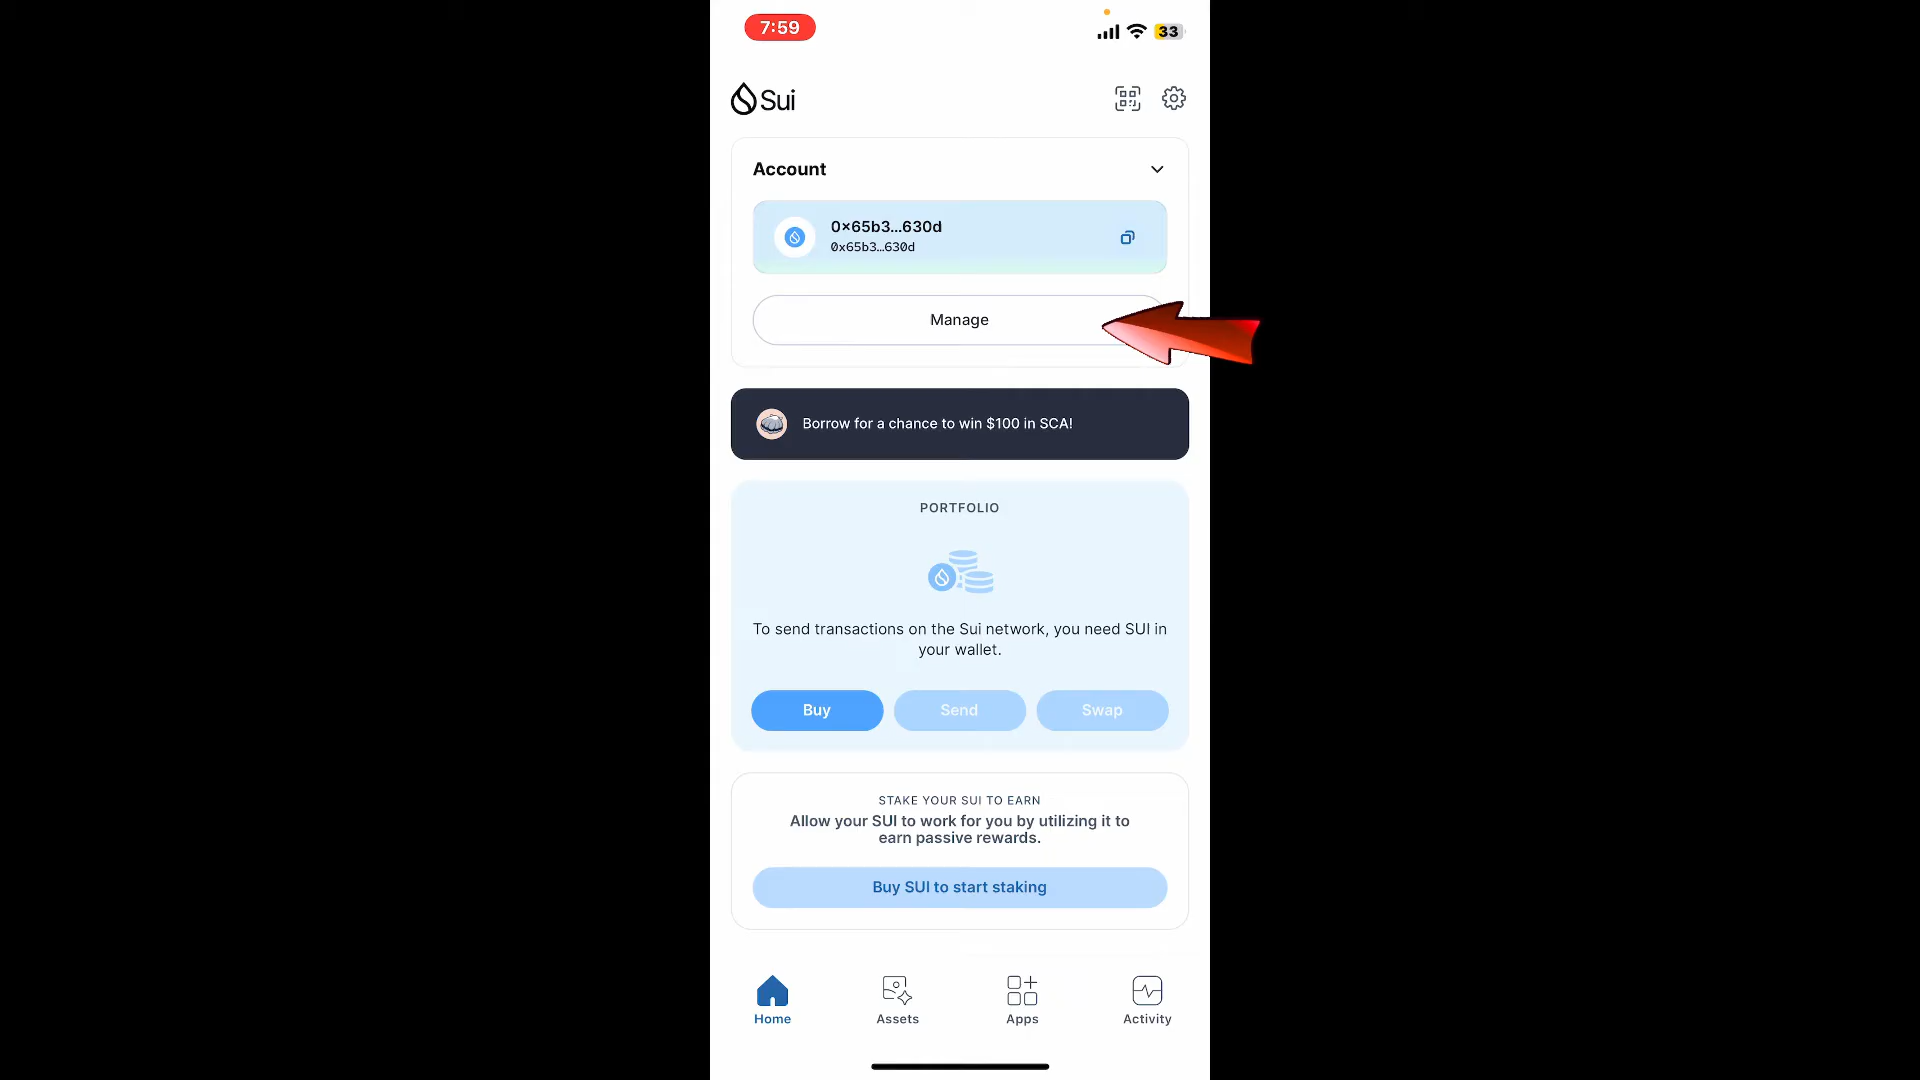 7:59
33
Sui
Account
0×65b3...630d
0x65b3…630d
Manage
Borrow for a chance to win $100 in SCA!
PORTFOLIO
To send transactions on the Sui network, you need SUI in
your wallet.
Buy
Send
Swap
STAKE YOUR SUI TO EARN
Allow your SUI to work for you by utilizing it to
earn passive rewards.
Buy SUI to start staking
Home
Assets
Apps
Activity